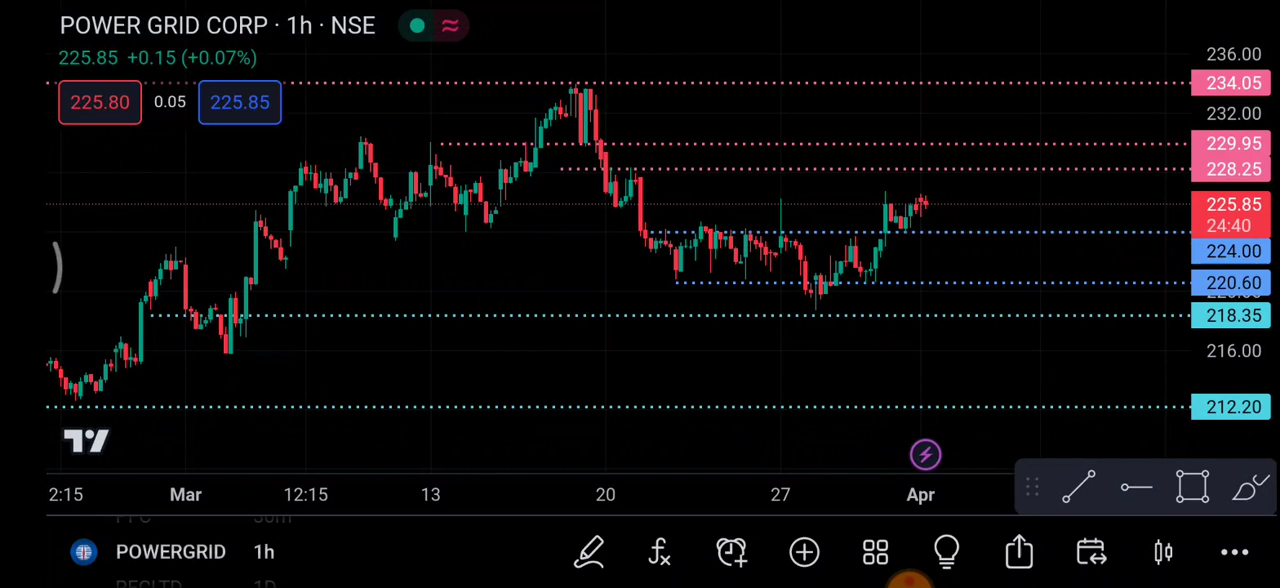 POWER GRID CORP · 1h · NSE
225.85 +0.15 (+0.07%)
225.80 0.05 225.85
236.00
234.05
232.00
229.95
228.25
225.85
24:40
224.00
220.60
218.35
216.00
212.20
2:15 Mar 12:15 13 20 27 Apr
POWERGRID 1h